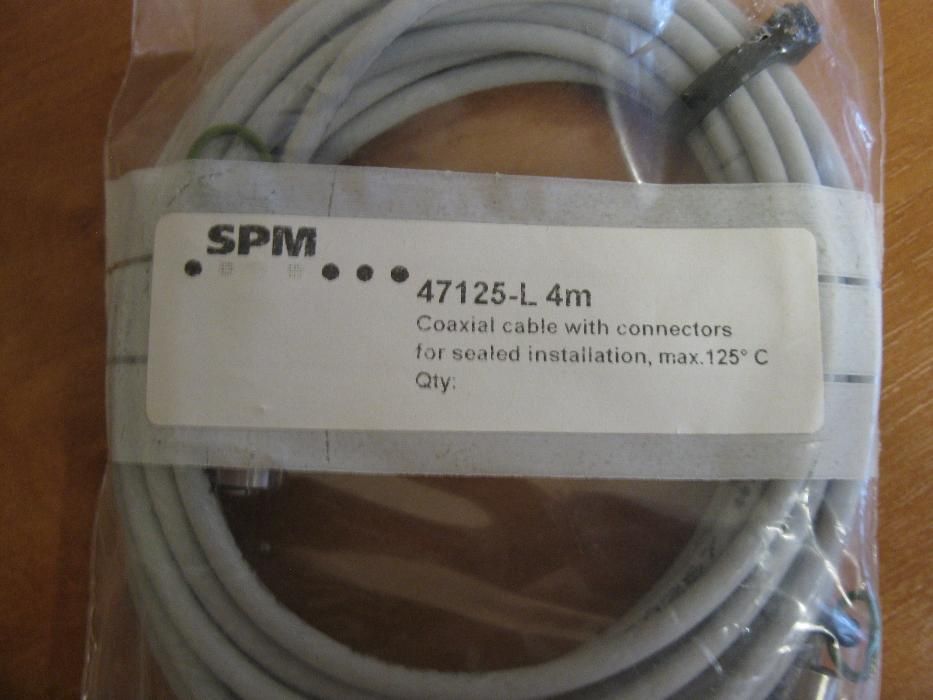 SPM
47125-L 4m
Coaxial cable with connectors
for sealed installation, max.125° C
Qty: